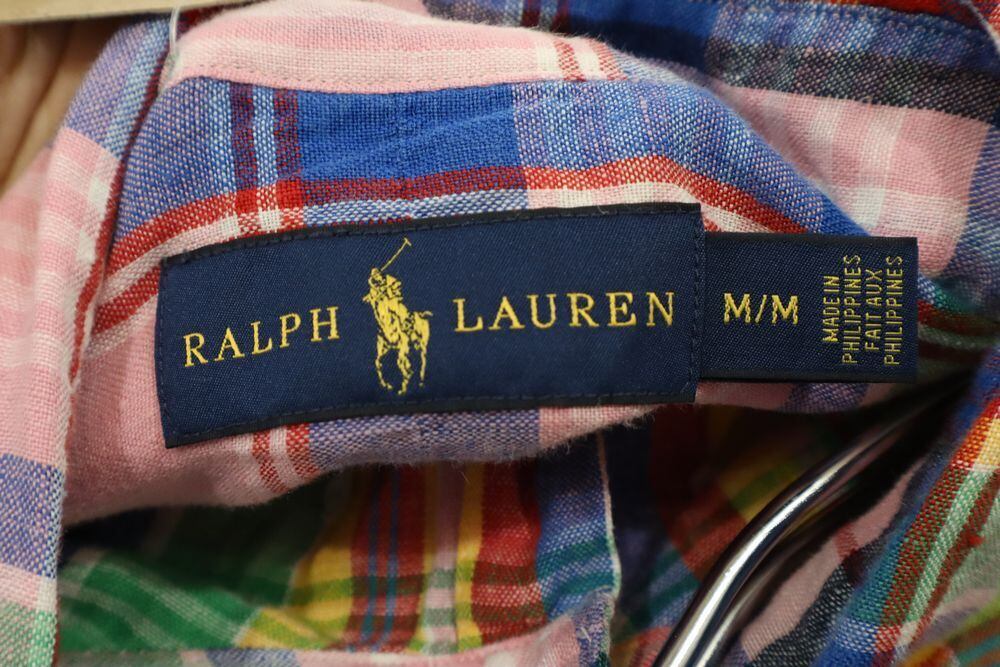 RALPH LAUREN
M/M
MADE IN
PHILIPPINES
FAIT AUX
PHILIPPINES